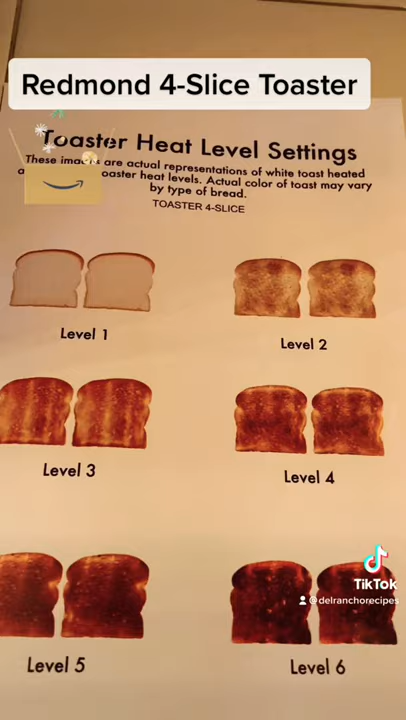 Redmond 4-Slice Toaster
Toaster Heat Level Settings
These images are actual representations of white toast heated
oaster heat levels. Actual color of toast may vary
by type of bread.
TOASTER 4-SLICE
Level 1
Level 2
Level 3
Level 4
Level 5
Level 6
TikTok
@delranchorecipes